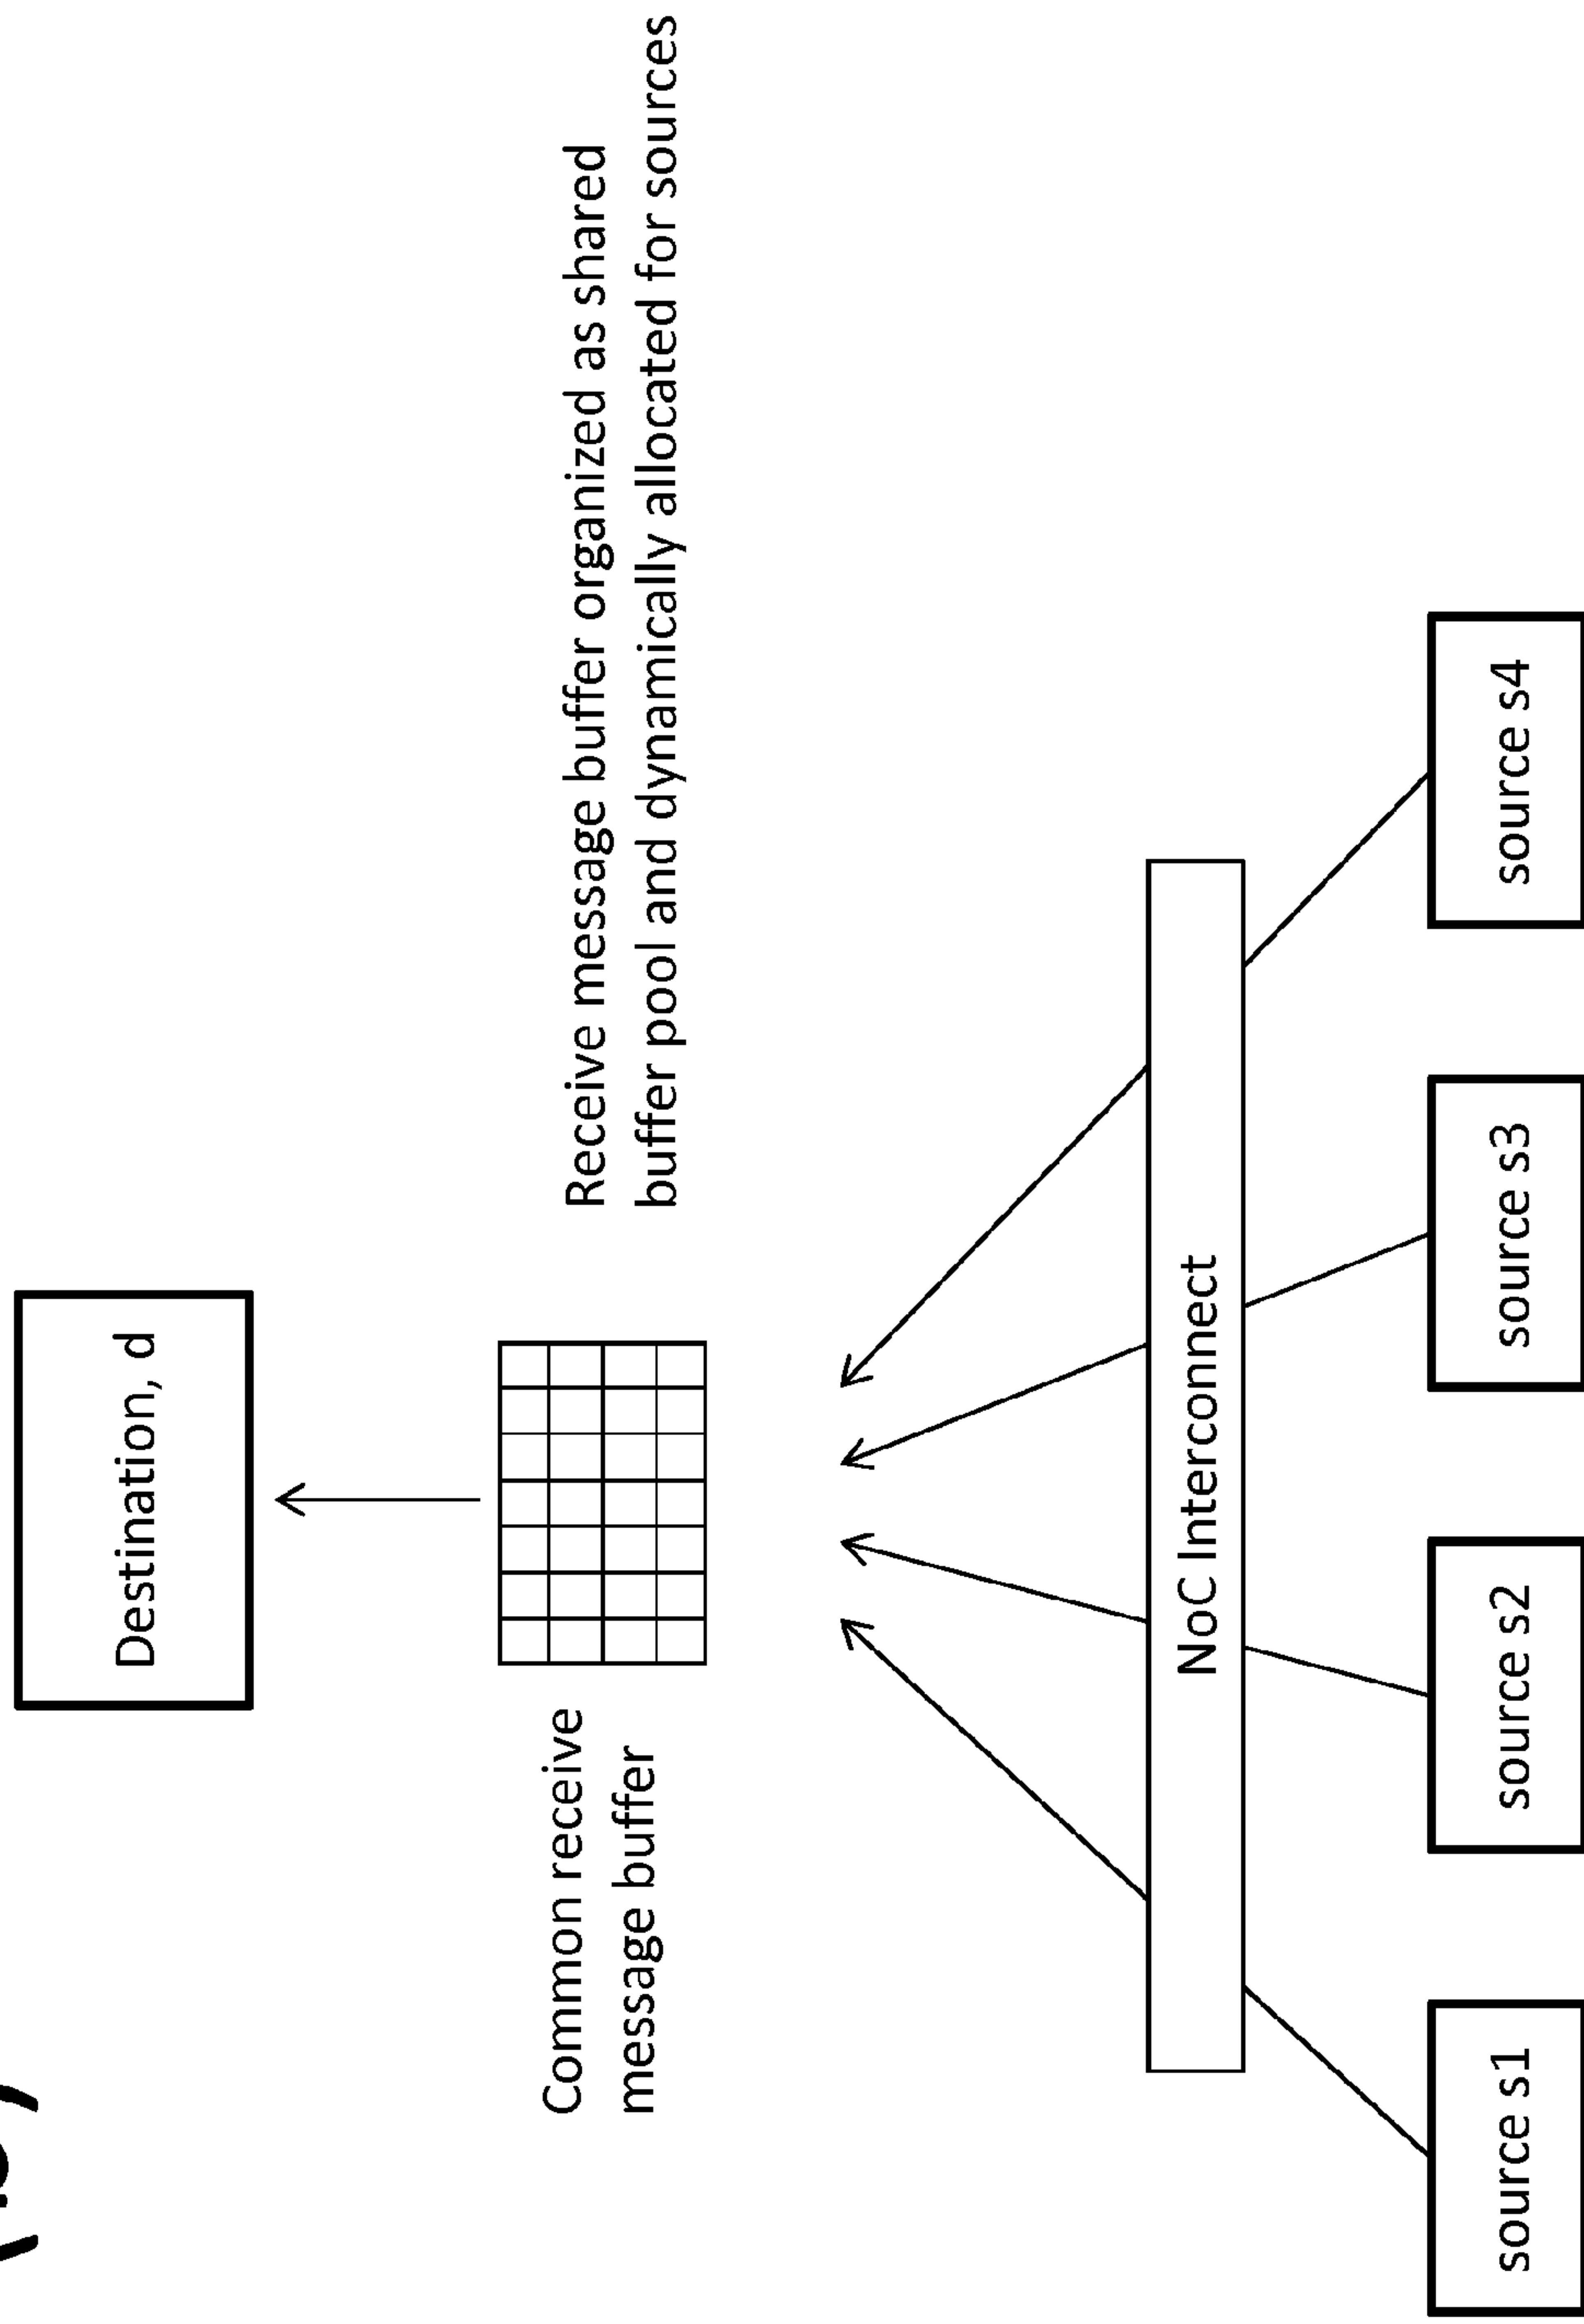 Destination, d
Common receive
message buffer
Receive message buffer organized as shared
buffer pool and dynamically allocated for sources
NoC Interconnect
source s1
source s2
source s3
source s4